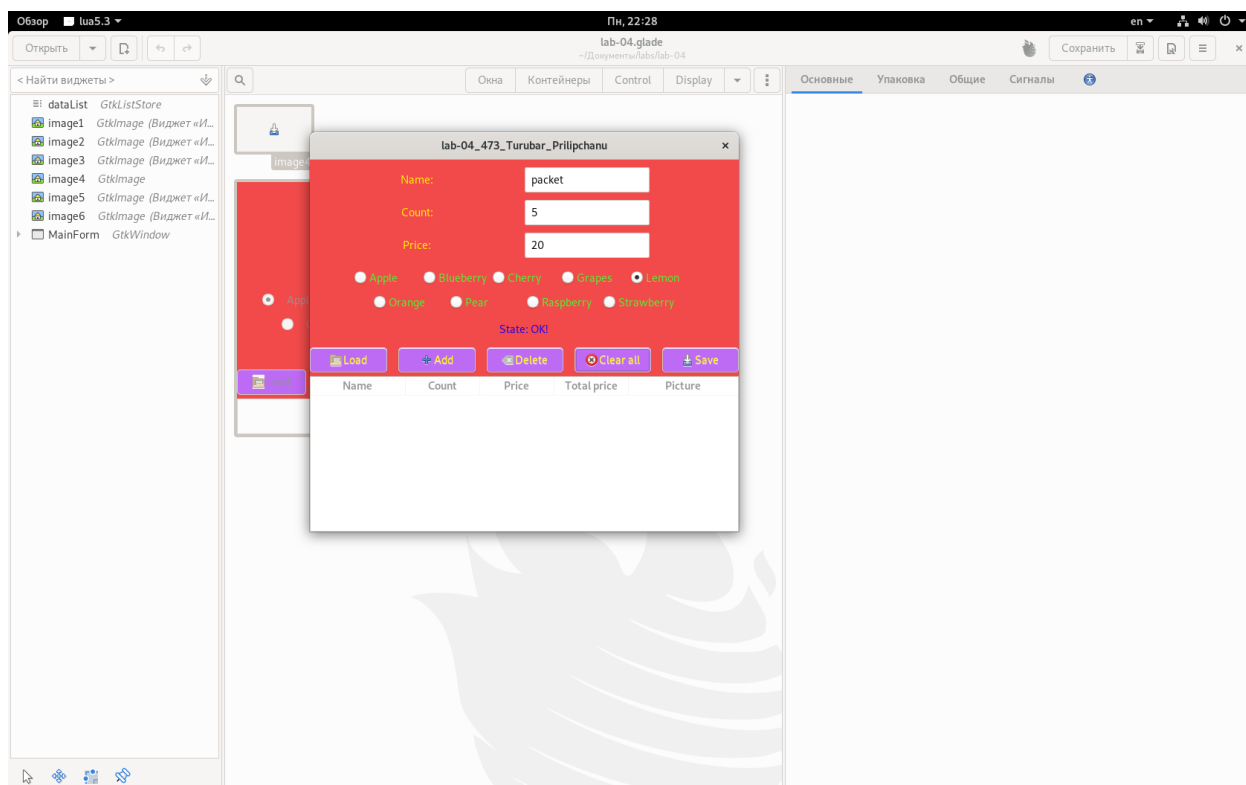 Обзор lua5.3 Пн, 22:28 en
Открыть lab-04.glade Сохранить
~/Документы/labs/lab-04
< Найти виджеты > Окна Контейнеры Control Display Основные Упаковка Общие Сигналы
dataList GtkListStore
image1 GtkImage (Виджет «И...
image2 GtkImage (Виджет «И...
image3 GtkImage (Виджет «И...
image4 GtkImage
image5 GtkImage (Виджет «И...
image6 GtkImage (Виджет «И...
MainForm GtkWindow
image4
lab-04_473_Turubar_Prilipchanu
Name: packet
Count: 5
Price: 20
Apple Blueberry Cherry Grapes Lemon
Orange Pear Raspberry Strawberry
State: OK!
Load Add Delete Clear all Save
Name Count Price Total price Picture